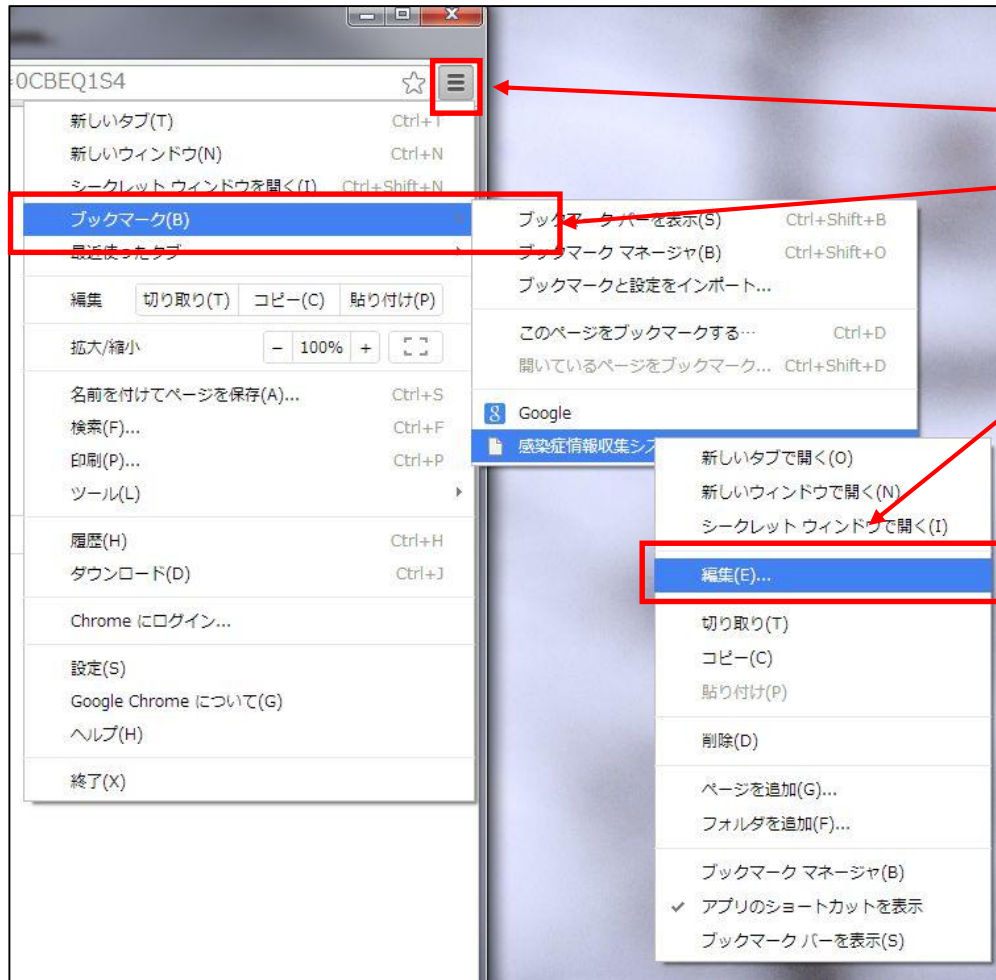 =0CBEQ1S4
新しいタブ(T) Ctrl+T
新しいウィンドウ(N) Ctrl+N
シークレット ウィンドウを開く(I) Ctrl+Shift+N
ブックマーク(B)
最近使ったタブ
編集 切り取り(T) コピー(C) 貼り付け(P)
拡大/縮小 - 100% +
名前を付けてページを保存(A)... Ctrl+S
検索(F)... Ctrl+F
印刷(P)... Ctrl+P
ツール(L)
履歴(H) Ctrl+H
ダウンロード(D) Ctrl+J
Chrome にログイン...
設定(S)
Google Chrome について(G)
ヘルプ(H)
終了(X)
ブックマーク バーを表示(S) Ctrl+Shift+B
ブックマーク マネージャ(B) Ctrl+Shift+O
ブックマークと設定をインポート...
このページをブックマークする… Ctrl+D
開いているページをブックマーク... Ctrl+Shift+D
8 Google
感染症情報収集シス
新しいタブで開く(O)
新しいウィンドウで開く(N)
シークレット ウィンドウで開く(I)
編集(E)...
切り取り(T)
コピー(C)
貼り付け(P)
削除(D)
ページを追加(G)...
フォルダを追加(F)...
ブックマーク マネージャ(B)
アプリのショートカットを表示
ブックマーク バーを表示(S)